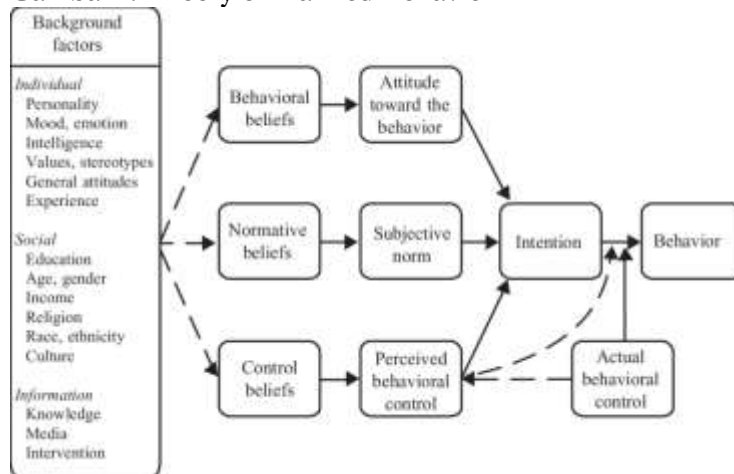 Background
factors
Individual
Personality
Mood, emotion
Intelligence
Values, stereotypes
General attitudes
Experience
Social
Education
Age, gender
Income
Religion
Race, ethnicity
Culture
Information
Knowledge
Media
Intervention
Behavioral
beliefs
Attitude
toward the
behavior
Normative
beliefs
Subjective
norm
Intention
Behavior
Control
beliefs
Perceived
behavioral
control
Actual
behavioral
control